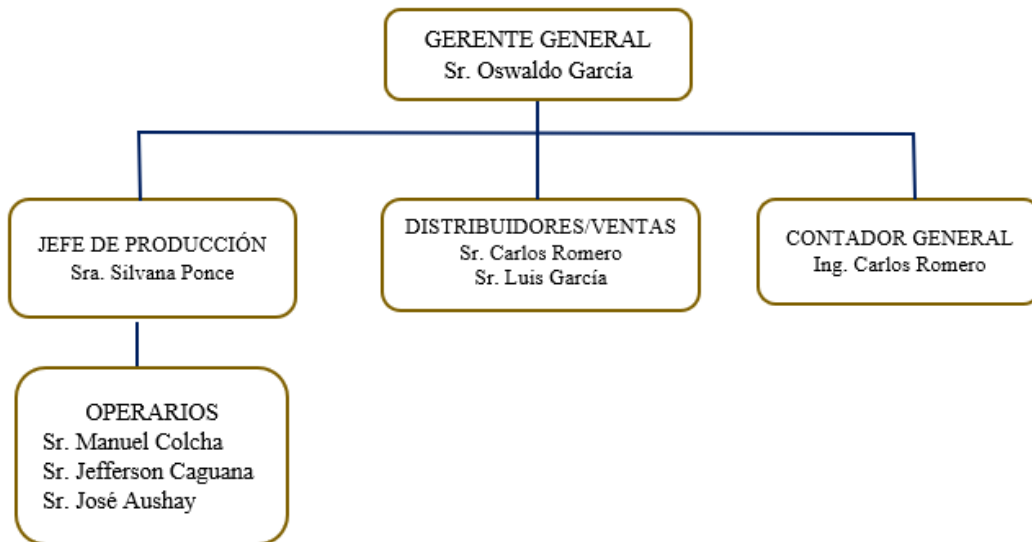 GERENTE GENERAL
Sr. Oswaldo García
JEFE DE PRODUCCIÓN
Sra. Silvana Ponce
DISTRIBUIDORES/VENTAS
Sr. Carlos Romero
Sr. Luis García
CONTADOR GENERAL
Ing. Carlos Romero
OPERARIOS
Sr. Manuel Colcha
Sr. Jefferson Caguana
Sr. José Aushay